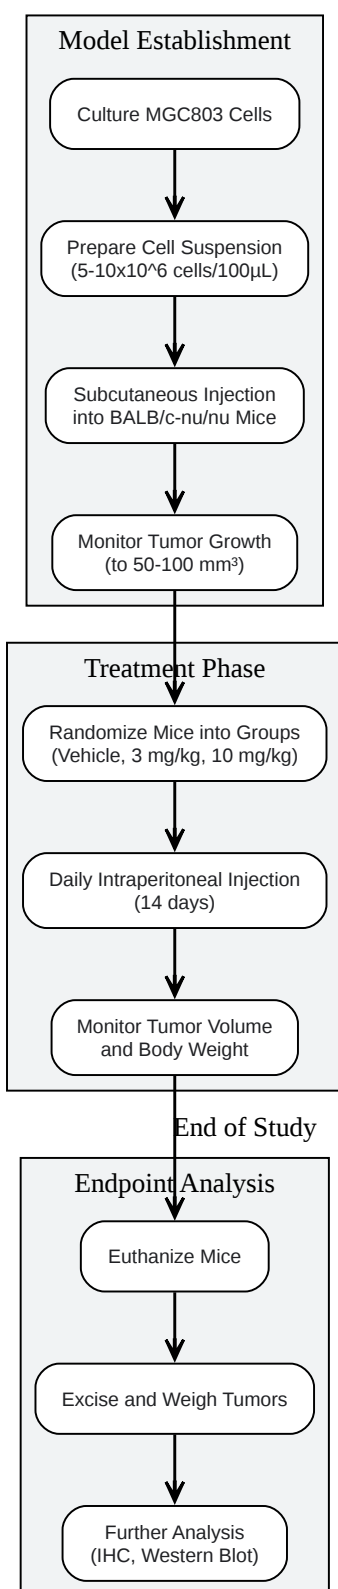 Model Establishment
Culture MGC803 Cells
Prepare Cell Suspension
(5-10x10^6 cells/100µL)
Subcutaneous Injection
into BALB/c-nu/nu Mice
Monitor Tumor Growth
(to 50-100 mm³)
Treatment Phase
Randomize Mice into Groups
(Vehicle, 3 mg/kg, 10 mg/kg)
Daily Intraperitoneal Injection
(14 days)
Monitor Tumor Volume
and Body Weight
End of Study
Endpoint Analysis
Euthanize Mice
Excise and Weigh Tumors
Further Analysis
(IHC, Western Blot)